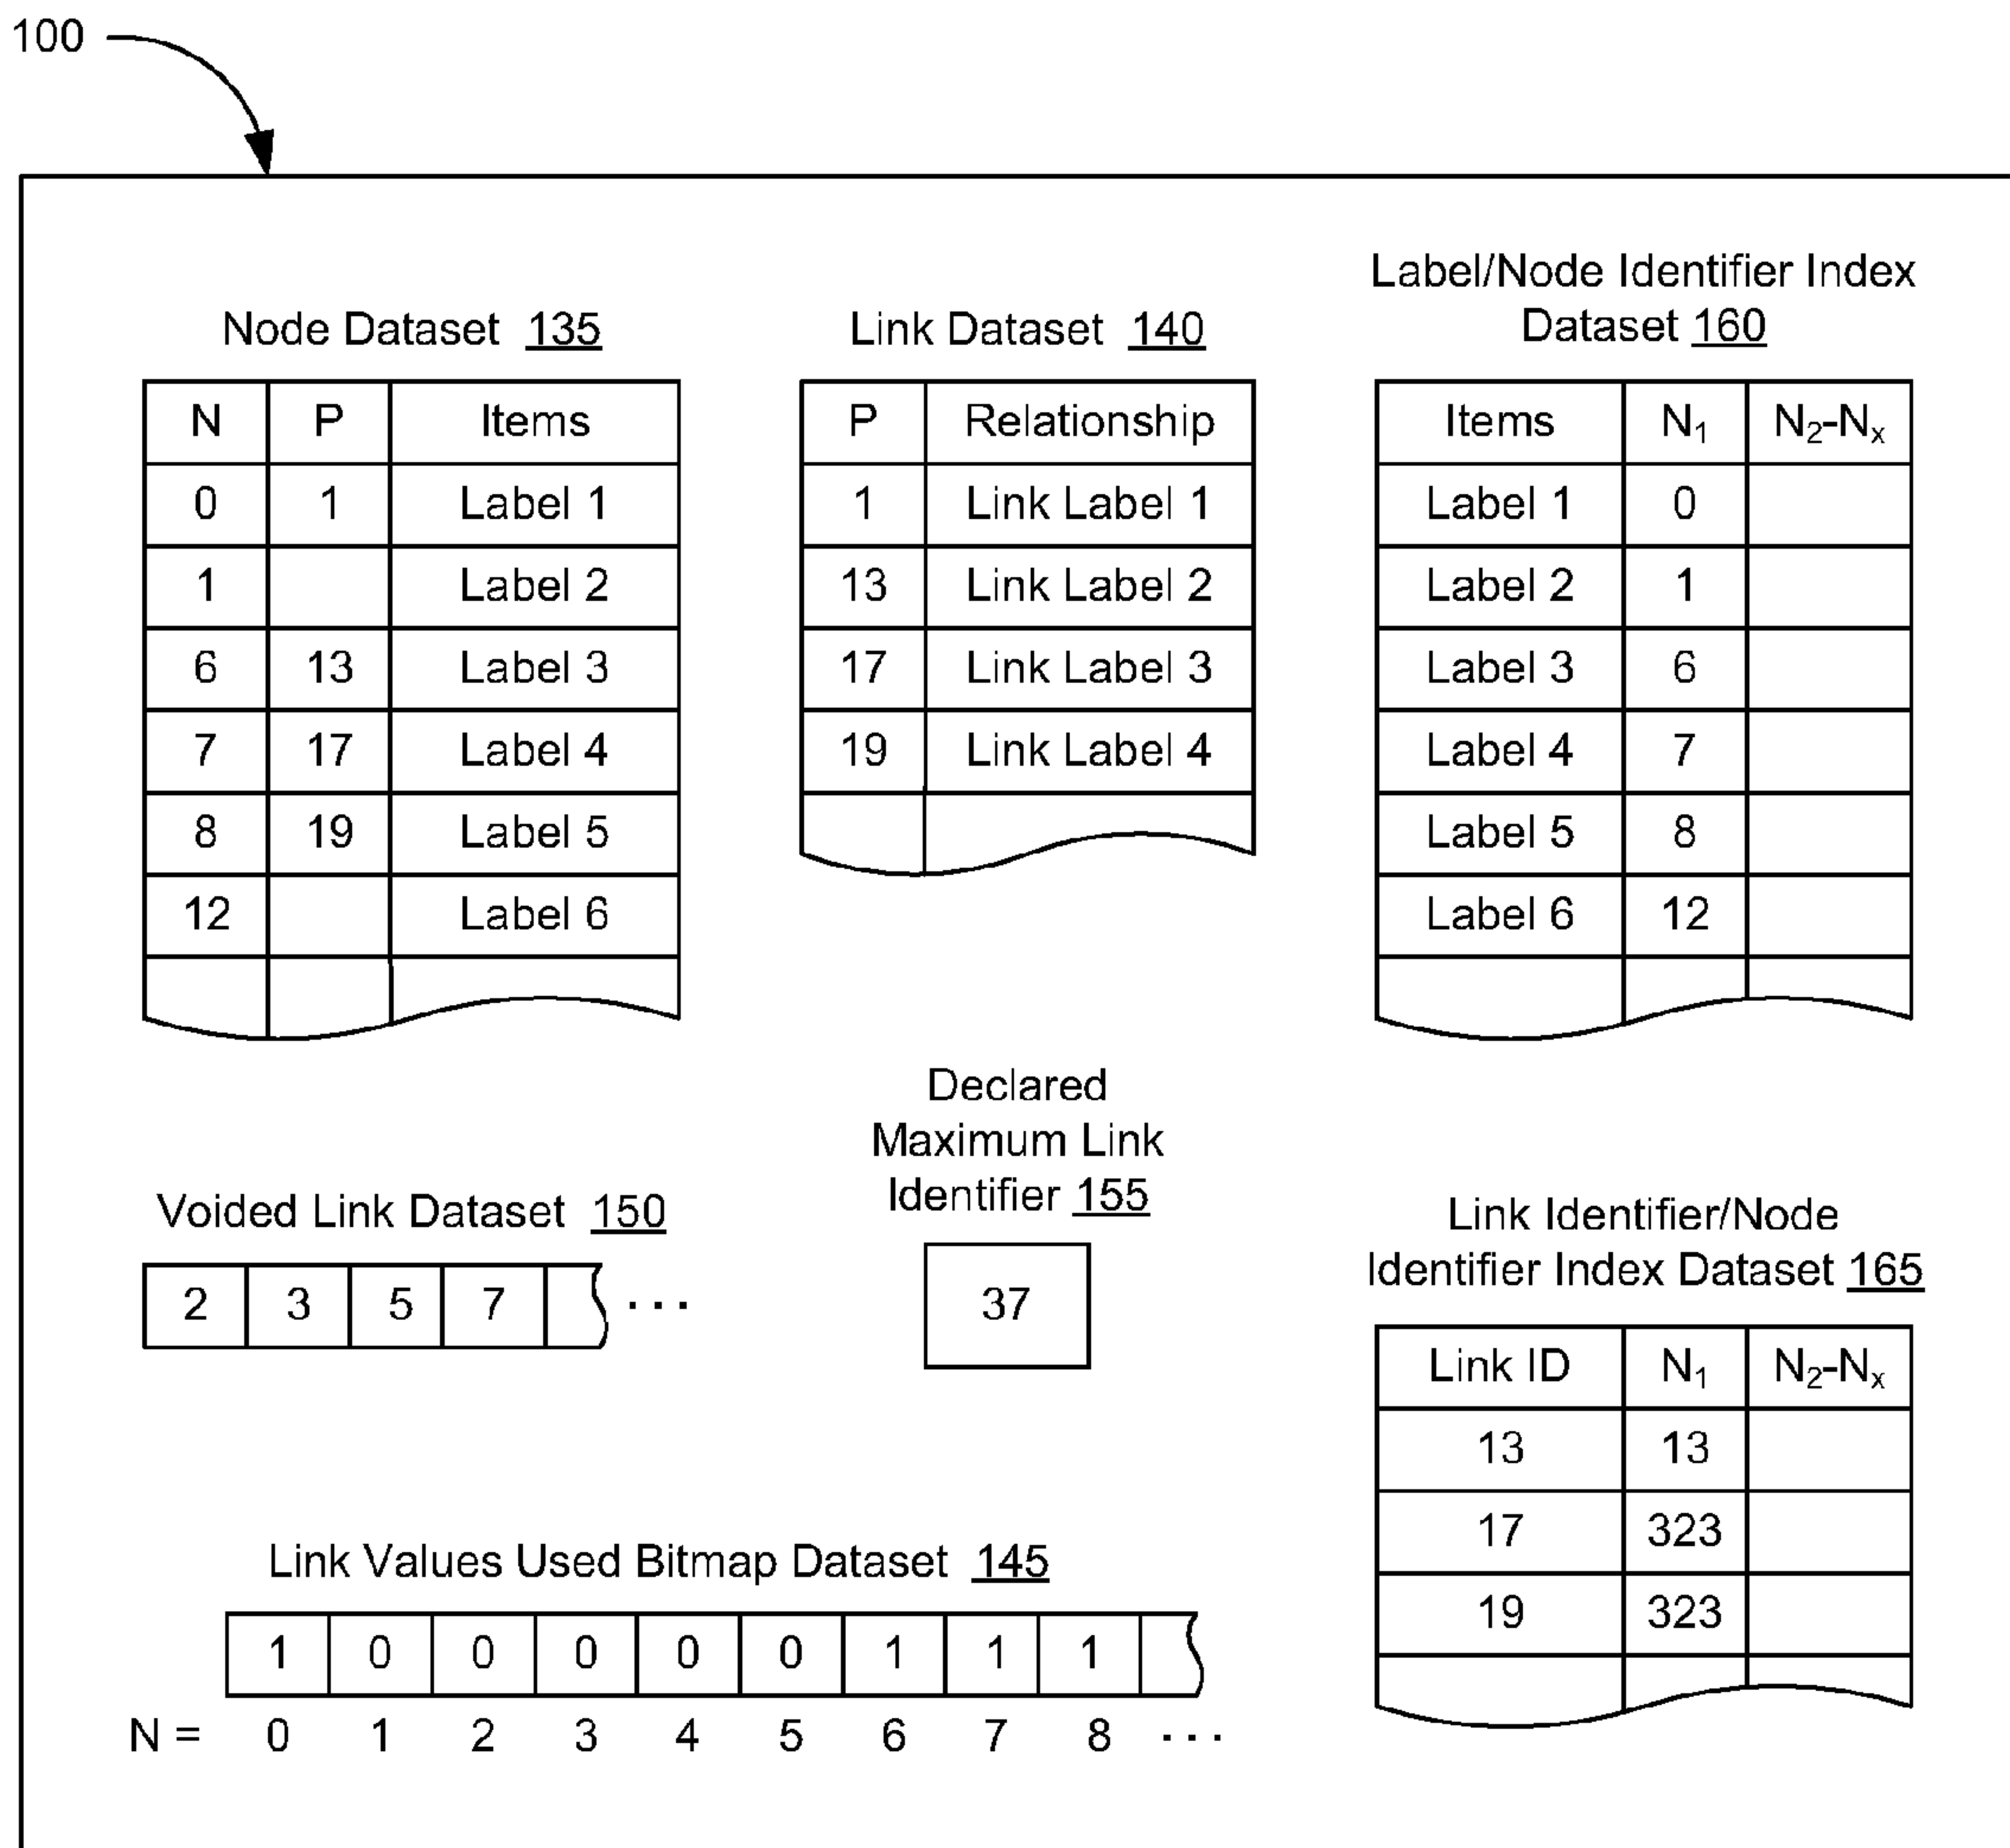 100
Node Dataset 135
N P Items
0 1 Label 1
1 Label 2
6 13 Label 3
7 17 Label 4
8 19 Label 5
12 Label 6
Link Dataset 140
P Relationship
1 Link Label 1
13 Link Label 2
17 Link Label 3
19 Link Label 4
Label/Node Identifier Index
Dataset 160
Items N₁ N₂-Nₓ
Label 1 0
Label 2 1
Label 3 6
Label 4 7
Label 5 8
Label 6 12
Voided Link Dataset 150
2 3 5 7 ...
Declared
Maximum Link
Identifier 155
37
Link Identifier/Node
Identifier Index Dataset 165
Link ID N₁ N₂-Nₓ
13 13
17 323
19 323
Link Values Used Bitmap Dataset 145
1 0 0 0 0 0 1 1 1
N = 0 1 2 3 4 5 6 7 8 ...